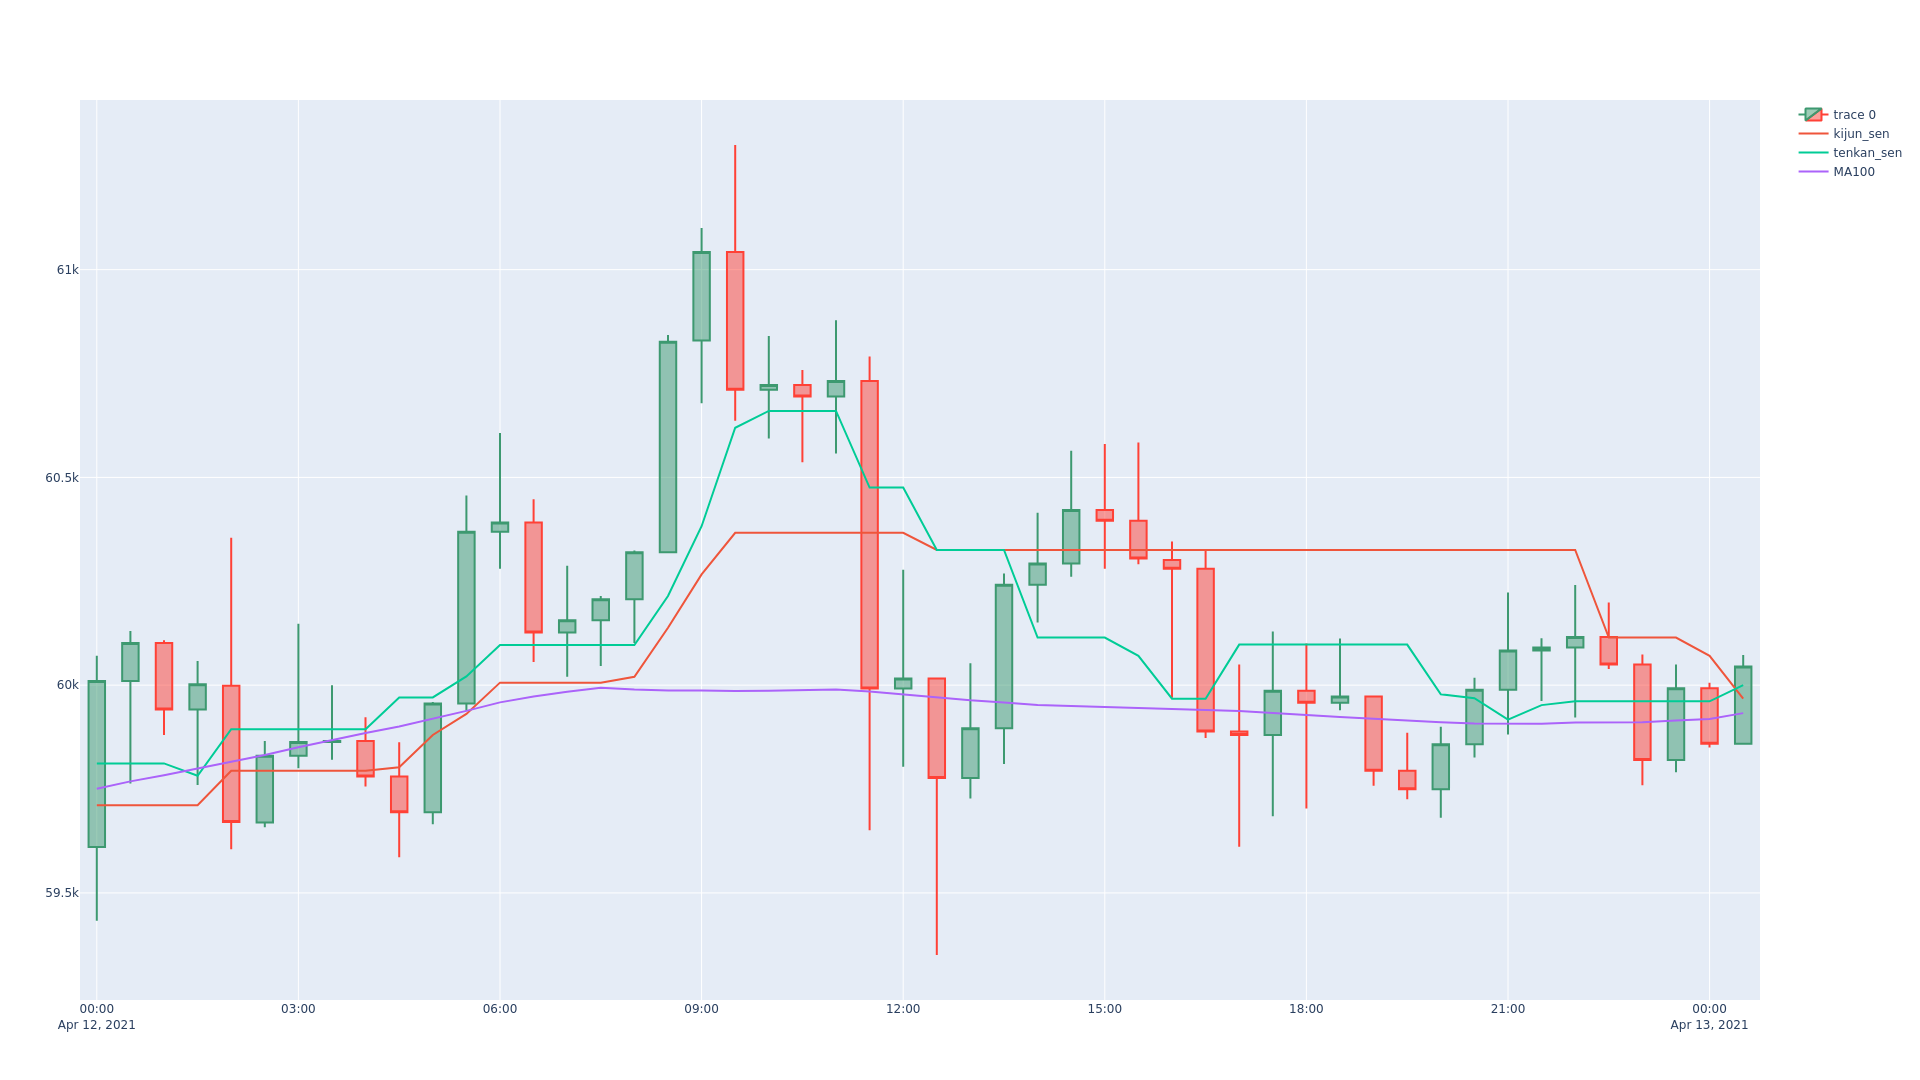 trace 0
kijun_sen
tenkan_sen
MA100
61k
60.5k
60k
59.5k
00:00 03:00 06:00 09:00 12:00 15:00 18:00 21:00 00:00
Apr 12, 2021 Apr 13, 2021